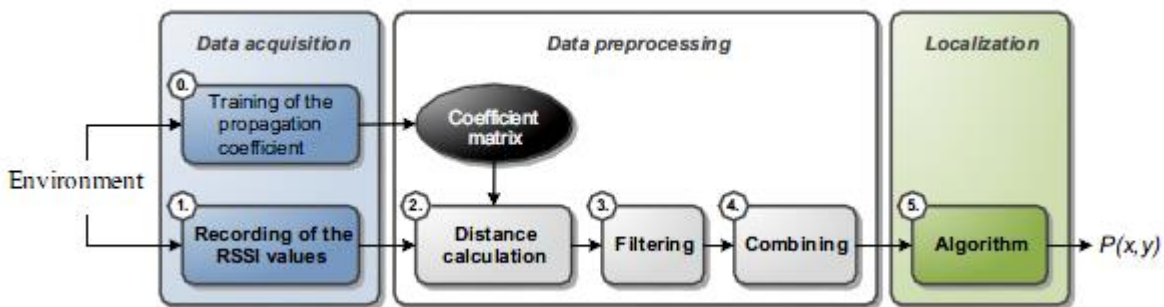 Data acquisition
Data preprocessing
Localization
0.
Training of the
propagation
coefficient
Coefficient
matrix
Environment
1.
Recording of the
RSSI values
2.
Distance
calculation
3.
Filtering
4.
Combining
5.
Algorithm
P(x,y)